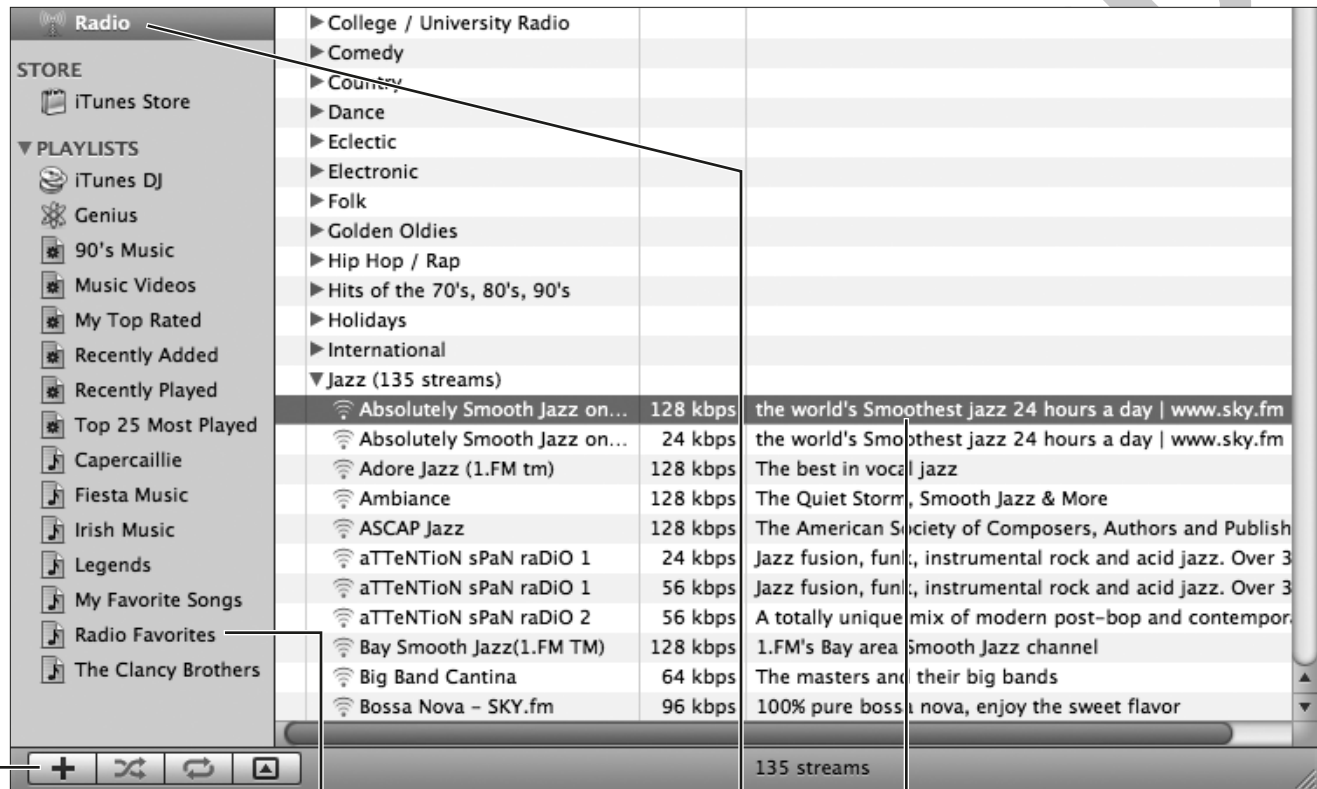 Radio
STORE
iTunes Store
PLAYLISTS
iTunes DJ
Genius
90's Music
Music Videos
My Top Rated
Recently Added
Recently Played
Top 25 Most Played
Capercaillie
Fiesta Music
Irish Music
Legends
My Favorite Songs
Radio Favorites
The Clancy Brothers
College / University Radio
Comedy
Country
Dance
Eclectic
Electronic
Folk
Golden Oldies
Hip Hop / Rap
Hits of the 70's, 80's, 90's
Holidays
International
Jazz (135 streams)
Absolutely Smooth Jazz on... 128 kbps the world's Smoothest jazz 24 hours a day | www.sky.fm
Absolutely Smooth Jazz on... 24 kbps the world's Smoothest jazz 24 hours a day | www.sky.fm
Adore Jazz (1.FM tm) 128 kbps The best in vocal jazz
Ambiance 128 kbps The Quiet Storm, Smooth Jazz & More
ASCAP Jazz 128 kbps The American Society of Composers, Authors and Publish
aTTeNTioN sPaN raDiO 1 24 kbps Jazz fusion, funk, instrumental rock and acid jazz. Over 3
aTTeNTioN sPaN raDiO 1 56 kbps Jazz fusion, funk, instrumental rock and acid jazz. Over 3
aTTeNTioN sPaN raDiO 2 56 kbps A totally unique mix of modern post-bop and contempor
Bay Smooth Jazz(1.FM TM) 128 kbps 1.FM's Bay area Smooth Jazz channel
Big Band Cantina 64 kbps The masters and their big bands
Bossa Nova - SKY.fm 96 kbps 100% pure bossa nova, enjoy the sweet flavor
135 streams